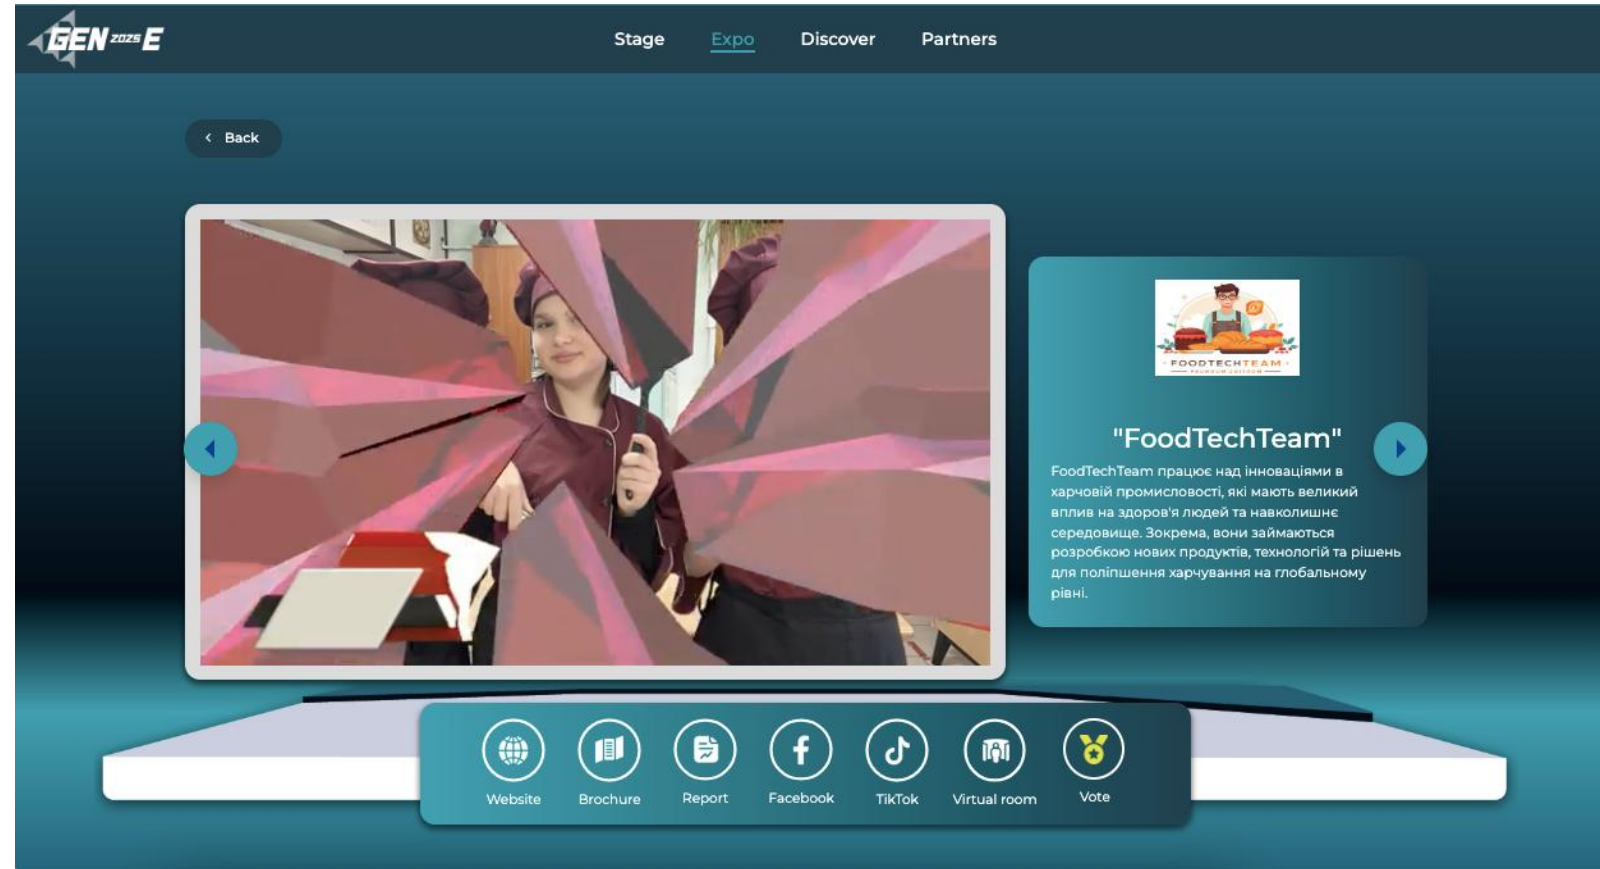 GEN 2025 E
Stage
Expo
Discover
Partners
Back
FOODTECHTEAM
"FoodTechTeam"
FoodTechTeam працює над інноваціями в
харчовій промисловості, які мають великий
вплив на здоров'я людей та навколишнє
середовище. Зокрема, вони займаються
розробкою нових продуктів, технологій та рішень
для поліпшення харчування на глобальному
рівні.
Website
Brochure
Report
Facebook
TikTok
Virtual room
Vote